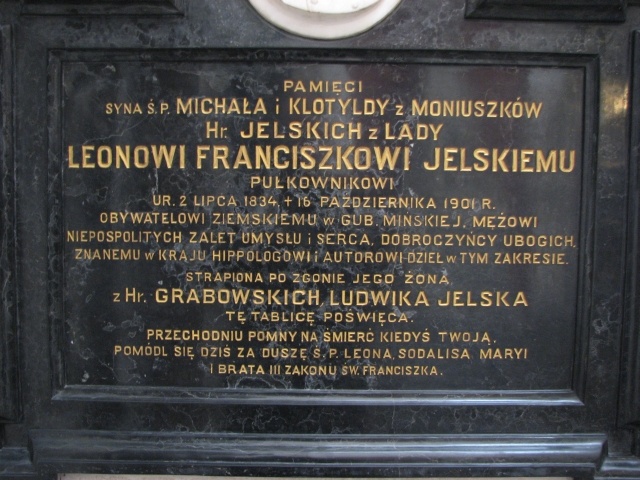 PAMIĘCI
SYNA Ś.P. MICHAŁA i KLOTYLDY z MONIUSZKÓW
Hr. JELSKICH z LADY
LEONOWI FRANCISZKOWI JELSKIEMU
PUŁKOWNIKOWI
UR. 2 LIPCA 1834, + 16 PAŹDZIERNIKA 1901 R.
OBYWATELOWI ZIEMSKIEMU w GUB. MIŃSKIEJ, MĘŻOWI
NIEPOSPOLITYCH ZALET UMYSŁU i SERCA, DOBROCZYŃCY UBOGICH,
ZNANEMU w KRAJU HIPPOLOGOWI i AUTOROWI DZIEŁ w TYM ZAKRESIE.
STRAPIONA PO ZGONIE JEGO ŻONA,
z Hr. GRABOWSKICH, LUDWIKA JELSKA
TĘ TABLICĘ POŚWIĘCA.
PRZECHODNIU POMNY NA ŚMIERĆ KIEDYŚ TWOJĄ,
POMÓDL SIĘ DZIŚ ZA DUSZĘ Ś.P. LEONA, SODALISA MARYI
I BRATA III ZAKONU ŚW. FRANCISZKA.